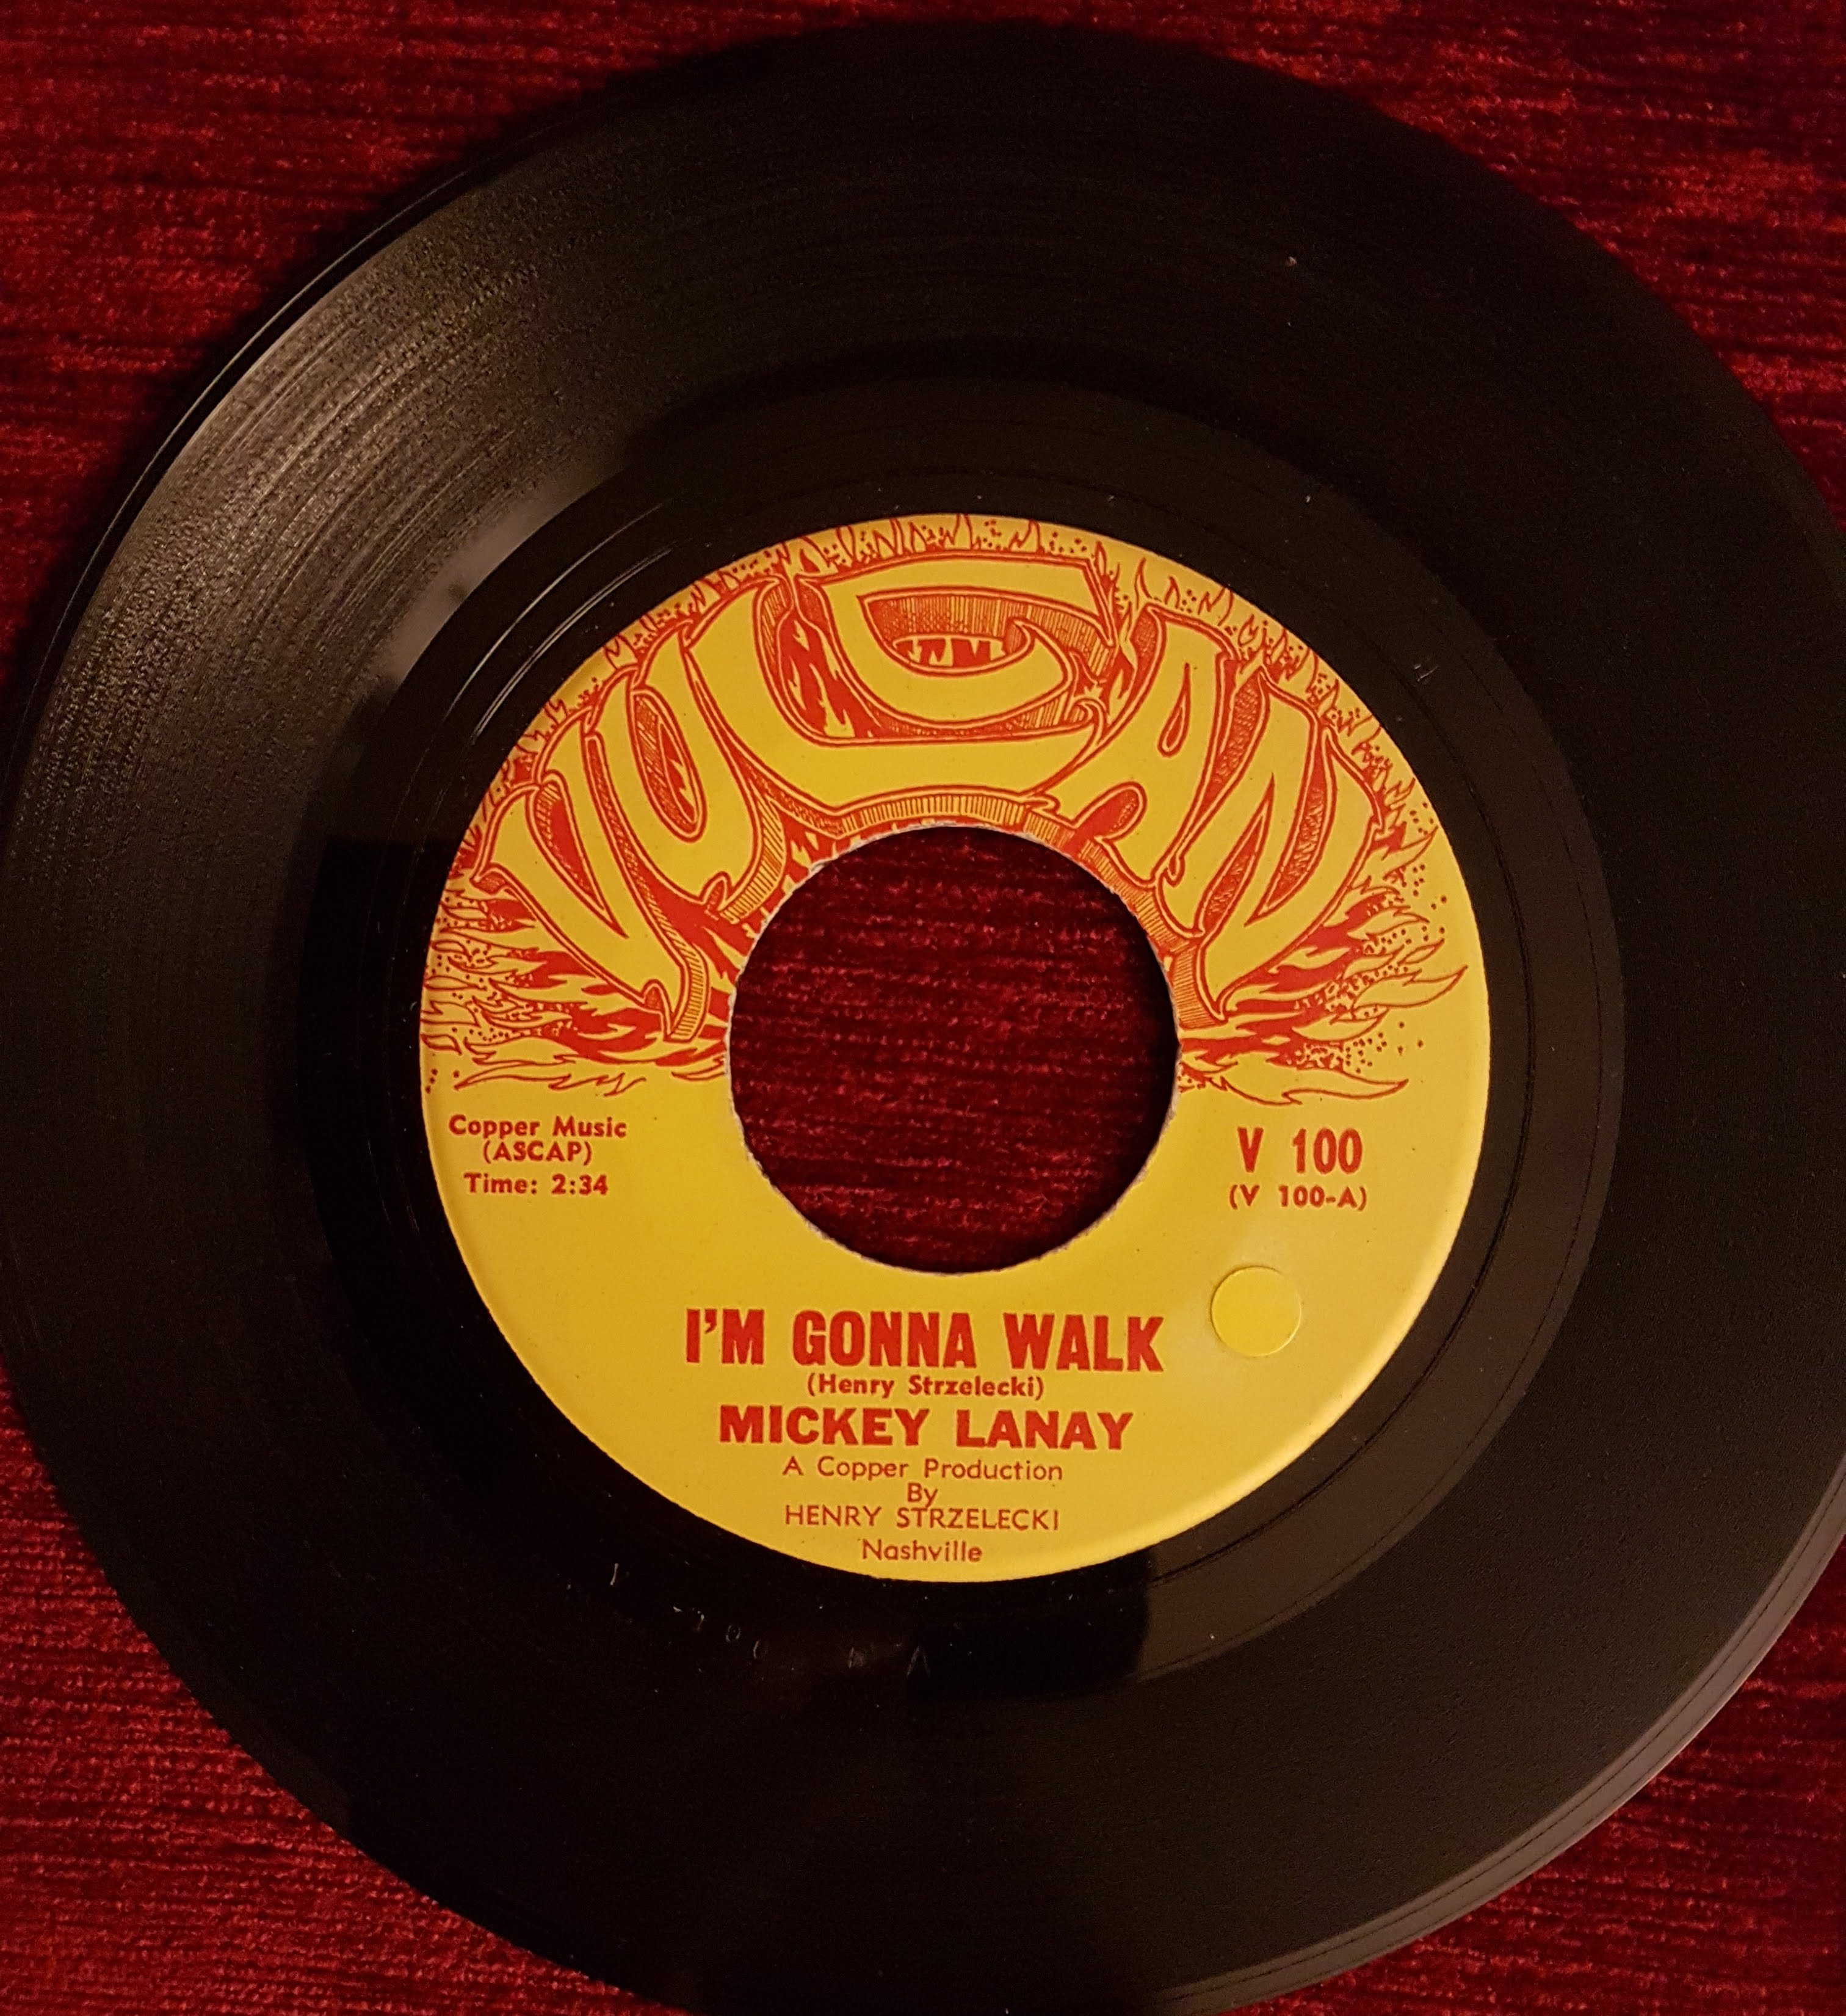 VULCAN
Copper Music
(ASCAP)
Time: 2:34
V 100
(V 100-A)
I'M GONNA WALK
(Henry Strzelecki)
MICKEY LANAY
A Copper Production
By
HENRY STRZELECKI
Nashville